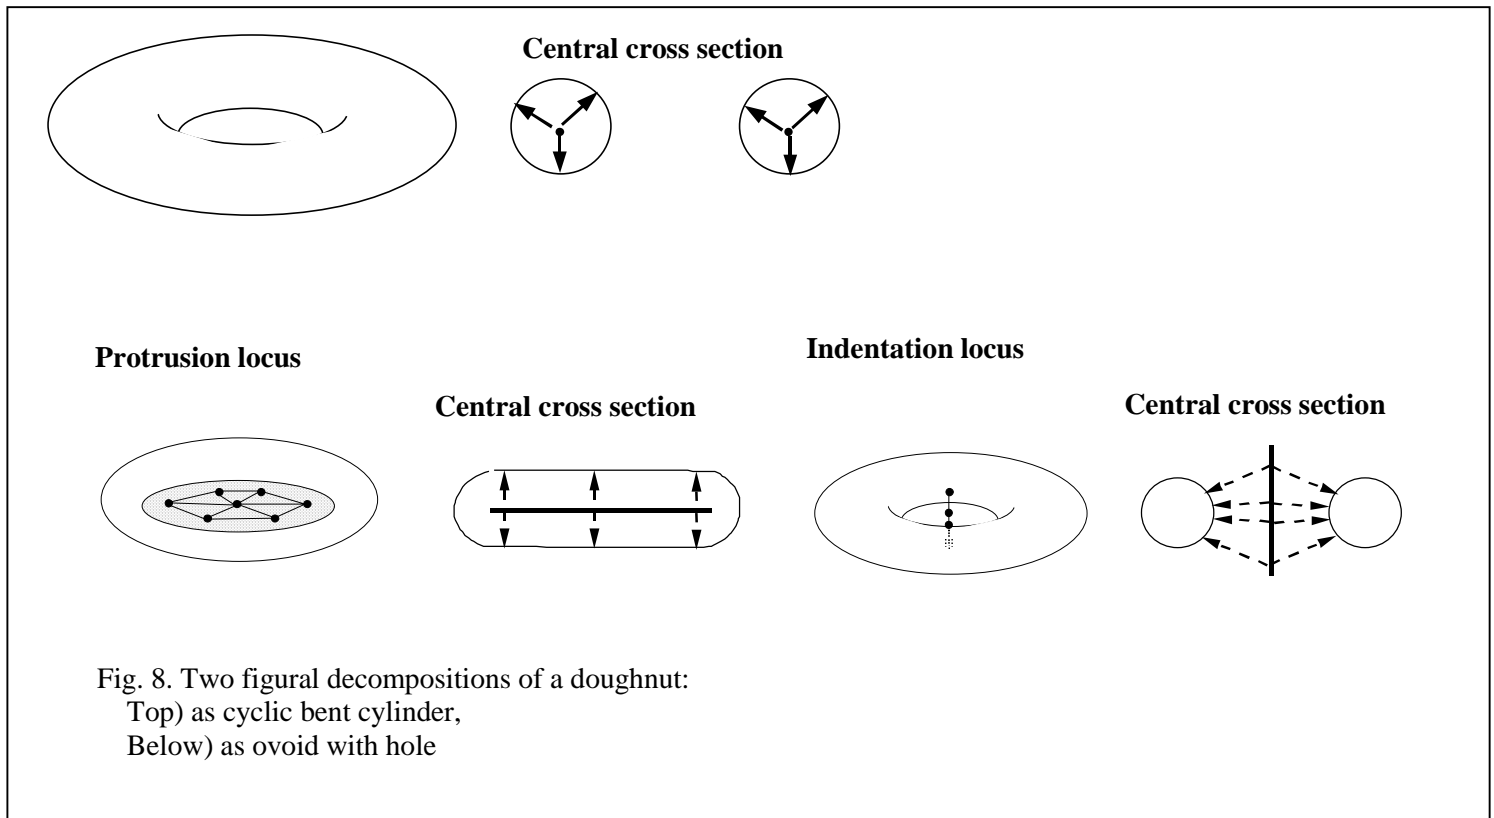 Central cross section
Protrusion locus
Indentation locus
Central cross section
Central cross section
Fig. 8. Two figural decompositions of a doughnut:
Top) as cyclic bent cylinder,
Below) as ovoid with hole